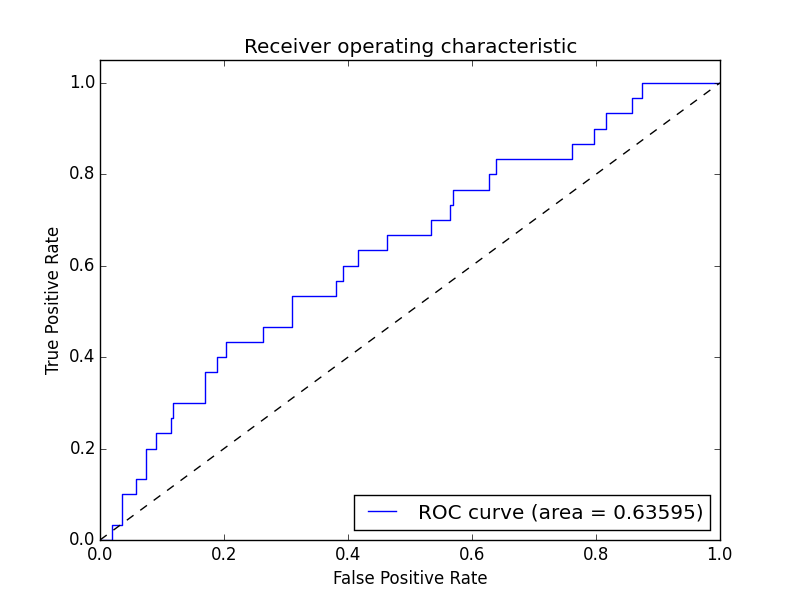 Receiver operating characteristic
1.0
0.8
0.6
0.4
0.2
0.0
True Positive Rate
ROC curve (area = 0.63595)
0.0 0.2 0.4 0.6 0.8 1.0
False Positive Rate